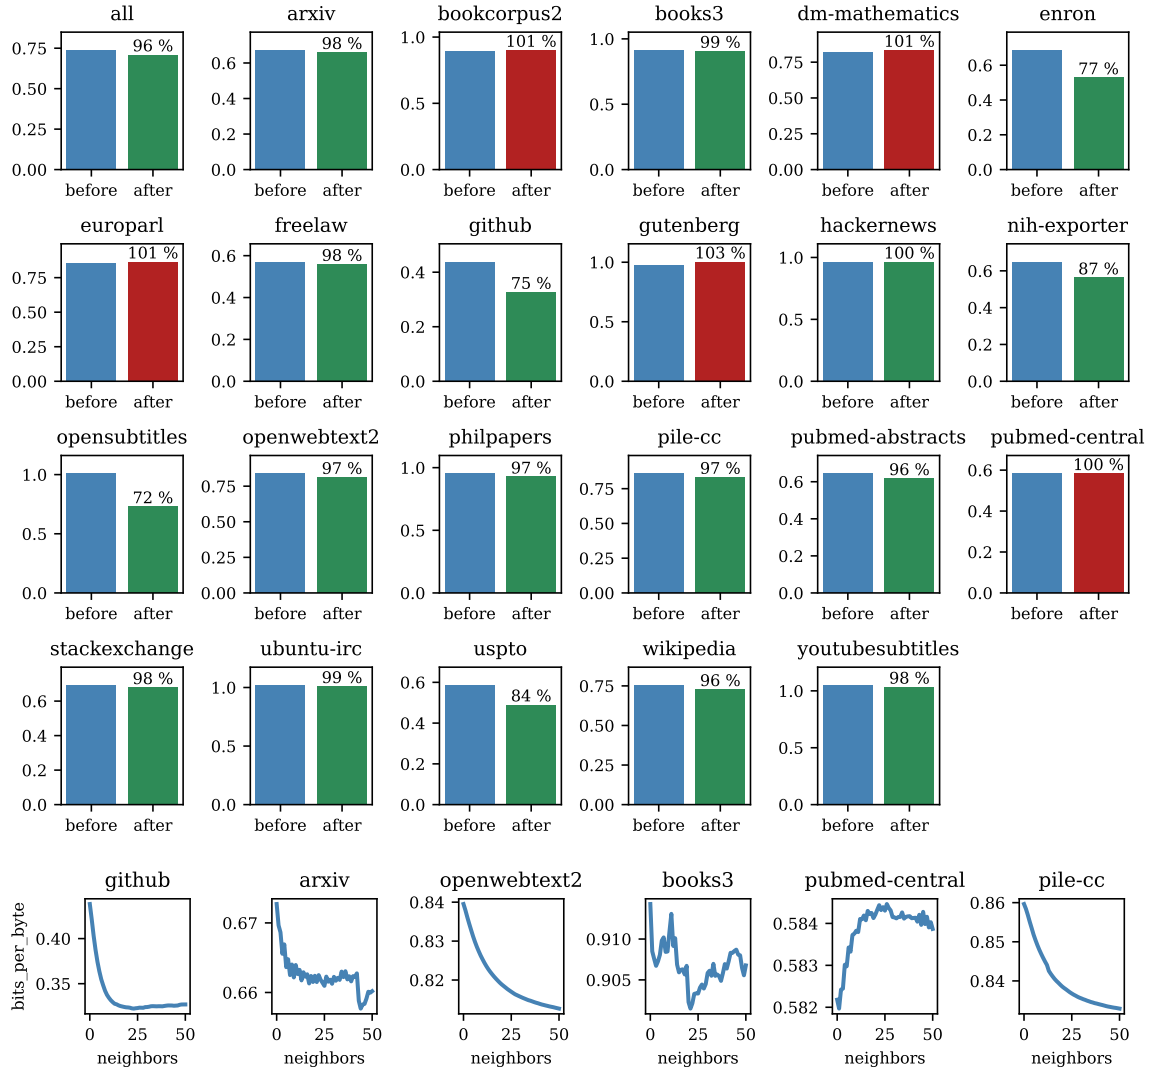 all arxiv bookcorpus2 books3 dm-mathematics enron
96 % 98 % 101 % 99 % 101 % 77 %
0.75 0.50 0.25 0.00
0.6 0.4 0.2 0.0
1.0 0.5 0.0
1.0 0.5 0.0
0.75 0.50 0.25 0.00
0.6 0.4 0.2 0.0
before after before after before after before after before after before after
europarl freelaw github gutenberg hackernews nih-exporter
101 % 98 % 75 % 103 % 100 % 87 %
0.75 0.50 0.25 0.00
0.6 0.4 0.2 0.0
0.4 0.2 0.0
1.0 0.5 0.0
1.0 0.5 0.0
0.6 0.4 0.2 0.0
before after before after before after before after before after before after
opensubtitles openwebtext2 philpapers pile-cc pubmed-abstracts pubmed-central
72 % 97 % 97 % 97 % 96 % 100 %
1.0 0.5 0.0
0.75 0.50 0.25 0.00
1.0 0.5 0.0
0.75 0.50 0.25 0.00
0.6 0.4 0.2 0.0
0.6 0.4 0.2 0.0
before after before after before after before after before after before after
stackexchange ubuntu-irc uspto wikipedia youtubesubtitles
98 % 99 % 84 % 96 % 98 %
0.6 0.4 0.2 0.0
1.0 0.5 0.0
0.6 0.4 0.2 0.0
0.75 0.50 0.25 0.00
1.0 0.5 0.0
before after before after before after before after before after
github arxiv openwebtext2 books3 pubmed-central pile-cc
bits_per_byte
0.40 0.35
0.67 0.66
0.84 0.83 0.82
0.910 0.905
0.584 0.583 0.582
0.86 0.85 0.84
0 25 50 0 25 50 0 25 50 0 25 50 0 25 50 0 25 50
neighbors neighbors neighbors neighbors neighbors neighbors